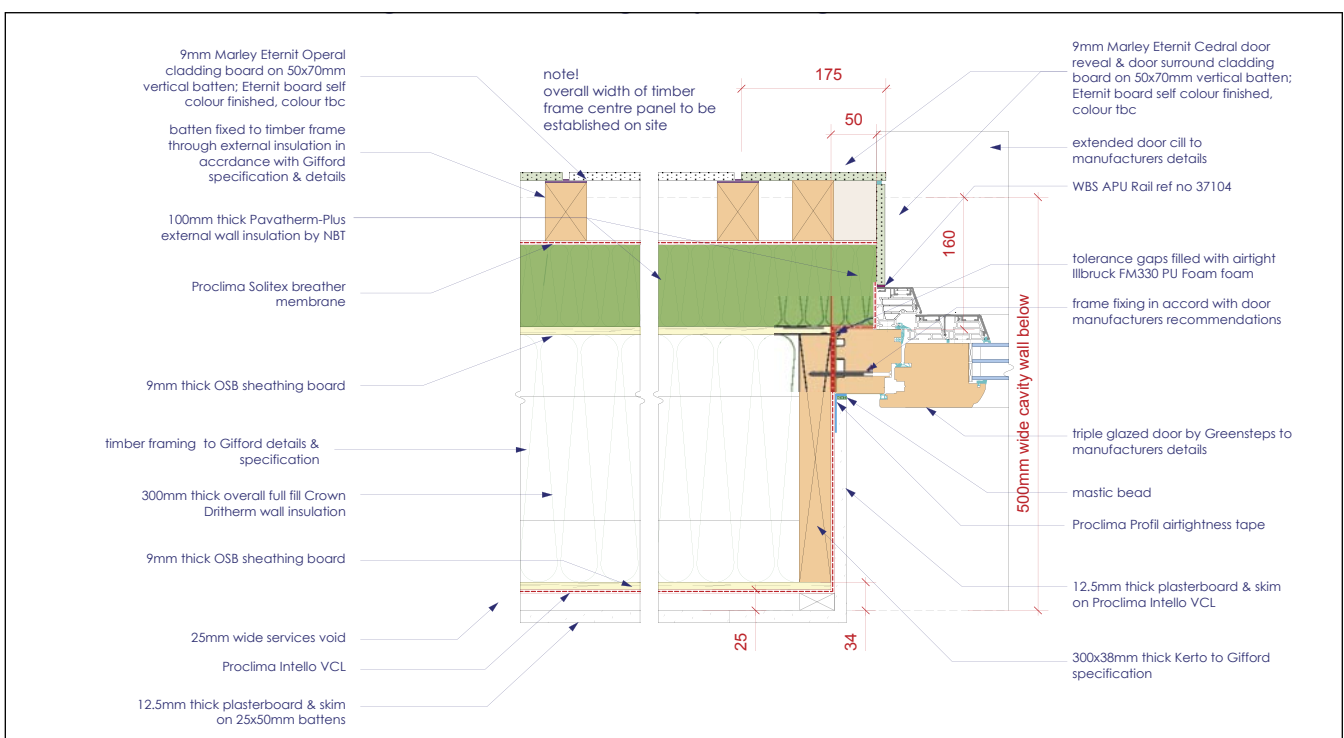 9mm Marley Eternit Operal
cladding board on 50x70mm
vertical batten; Eternit board self
colour finished, colour tbc
batten fixed to timber frame
through external insulation in
accrdance with Gifford
specification & details
100mm thick Pavatherm-Plus
external wall insulation by NBT
Proclima Solitex breather
membrane
9mm thick OSB sheathing board
timber framing to Gifford details &
specification
300mm thick overall full fill Crown
Dritherm wall insulation
9mm thick OSB sheathing board
25mm wide services void
Proclima Intello VCL
12.5mm thick plasterboard & skim
on 25x50mm battens
note!
overall width of timber
frame centre panel to be
established on site
175
50
160
500mm wide cavity wall below
25
34
9mm Marley Eternit Cedral door
reveal & door surround cladding
board on 50x70mm vertical batten;
Eternit board self colour finished,
colour tbc
extended door cill to
manufacturers details
WBS APU Rail ref no 37104
tolerance gaps filled with airtight
Illbruck FM330 PU Foam foam
frame fixing in accord with door
manufacturers recommendations
triple glazed door by Greensteps to
manufacturers details
mastic bead
Proclima Profil airtightness tape
12.5mm thick plasterboard & skim
on Proclima Intello VCL
300x38mm thick Kerto to Gifford
specification